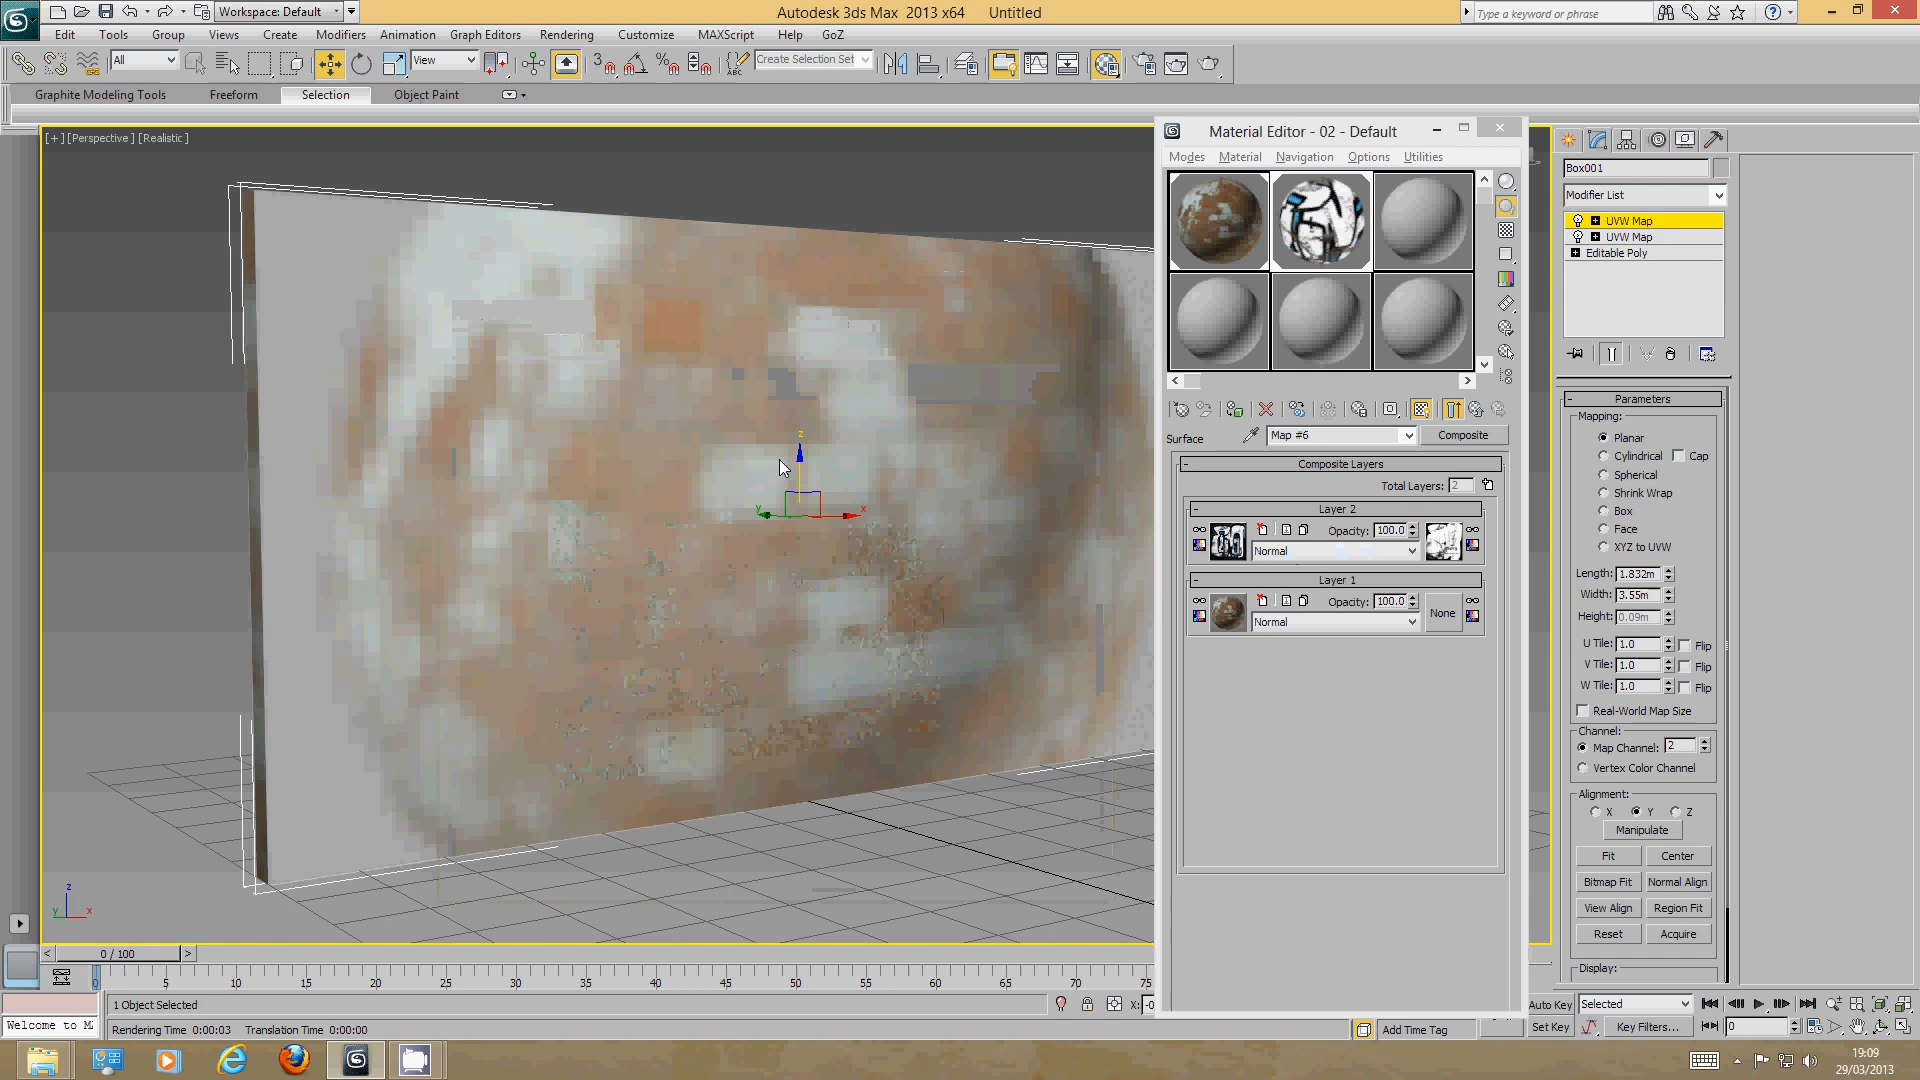 Workspace: Default
Autodesk 3ds Max 2013 x64 Untitled
Type a keyword or phrase
Edit Tools Group Views Create Modifiers Animation Graph Editors Rendering Customize MAXScript Help GoZ
All
View
3
ABC
Create Selection Set
Graphite Modeling Tools Freeform Selection Object Paint
[+][Perspective][Realistic]
z
y
x
z
y
x
Material Editor - 02 - Default
Modes Material Navigation Options Utilities
Surface
Map #6
Composite
Composite Layers
Total Layers: 2
Layer 2
Opacity: 100.0
Normal
Layer 1
Opacity: 100.0
Normal
None
Box001
Modifier List
UVW Map
UVW Map
Editable Poly
Parameters
Mapping:
Planar
Cylindrical Cap
Spherical
Shrink Wrap
Box
Face
XYZ to UVW
Length: 1.832m
Width: 3.55m
Height: 0.09m
U Tile: 1.0 Flip
V Tile: 1.0 Flip
W Tile: 1.0 Flip
Real-World Map Size
Channel:
Map Channel: 2
Vertex Color Channel
Alignment:
X Y Z
Manipulate
Fit Center
Bitmap Fit Normal Align
View Align Region Fit
Reset Acquire
Display:
< 0 / 100 >
0 5 10 15 20 25 30 35 40 45 50 55 60 65 70 75
1 Object Selected
X: -0
Auto Key Selected
Welcome to M
Rendering Time 0:00:03 Translation Time 0:00:00
Add Time Tag
Set Key
Key Filters...
0
19:09
29/03/2013